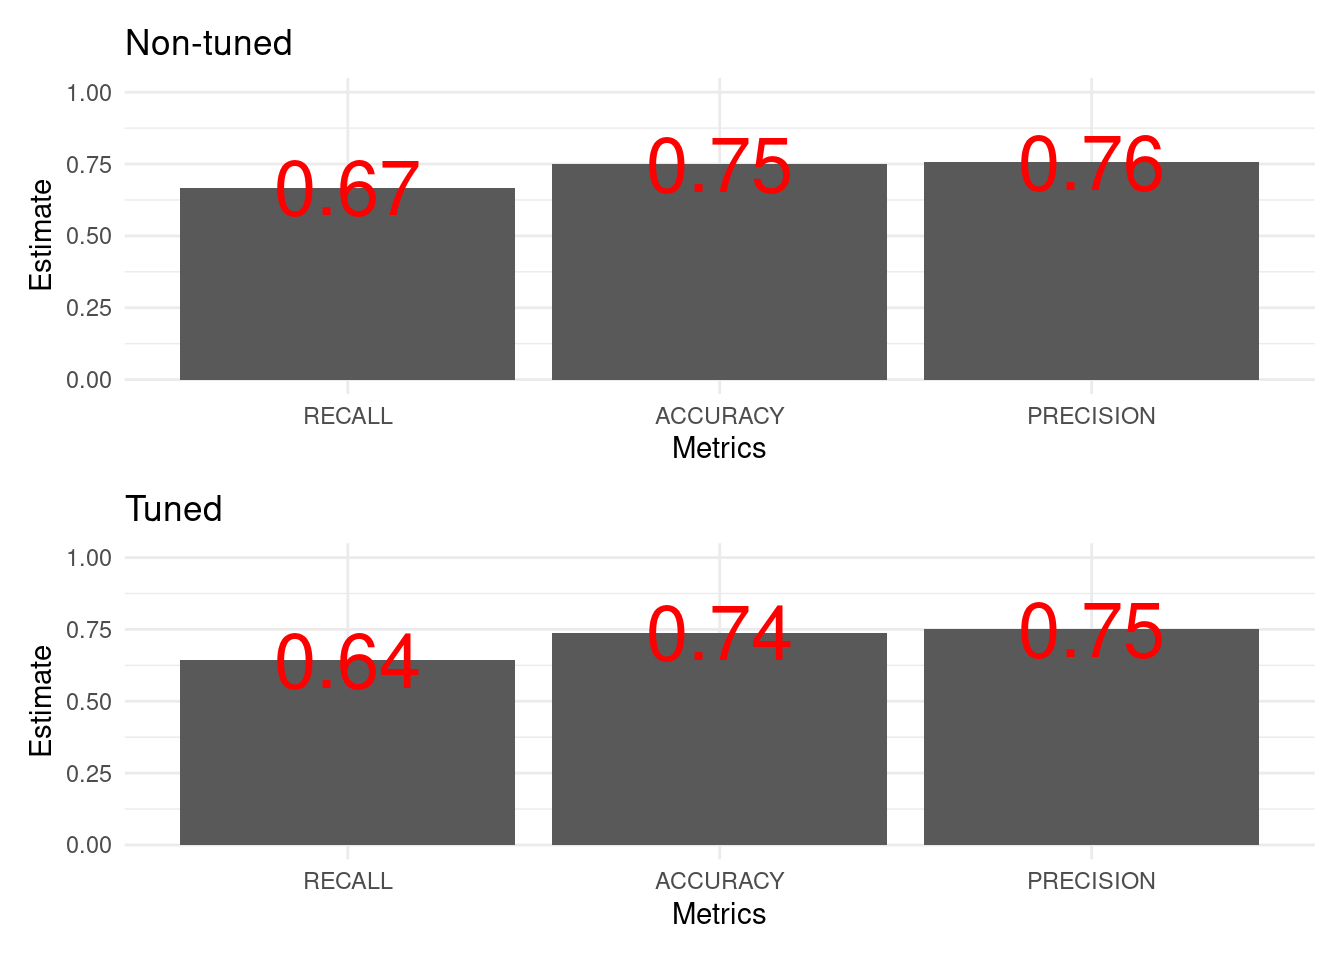 Non-tuned
1.00
0.75
0.50
0.25
0.00
Estimate
0.67
0.75
0.76
RECALL
ACCURACY
PRECISION
Metrics
Tuned
1.00
0.75
0.50
0.25
0.00
Estimate
0.64
0.74
0.75
RECALL
ACCURACY
PRECISION
Metrics